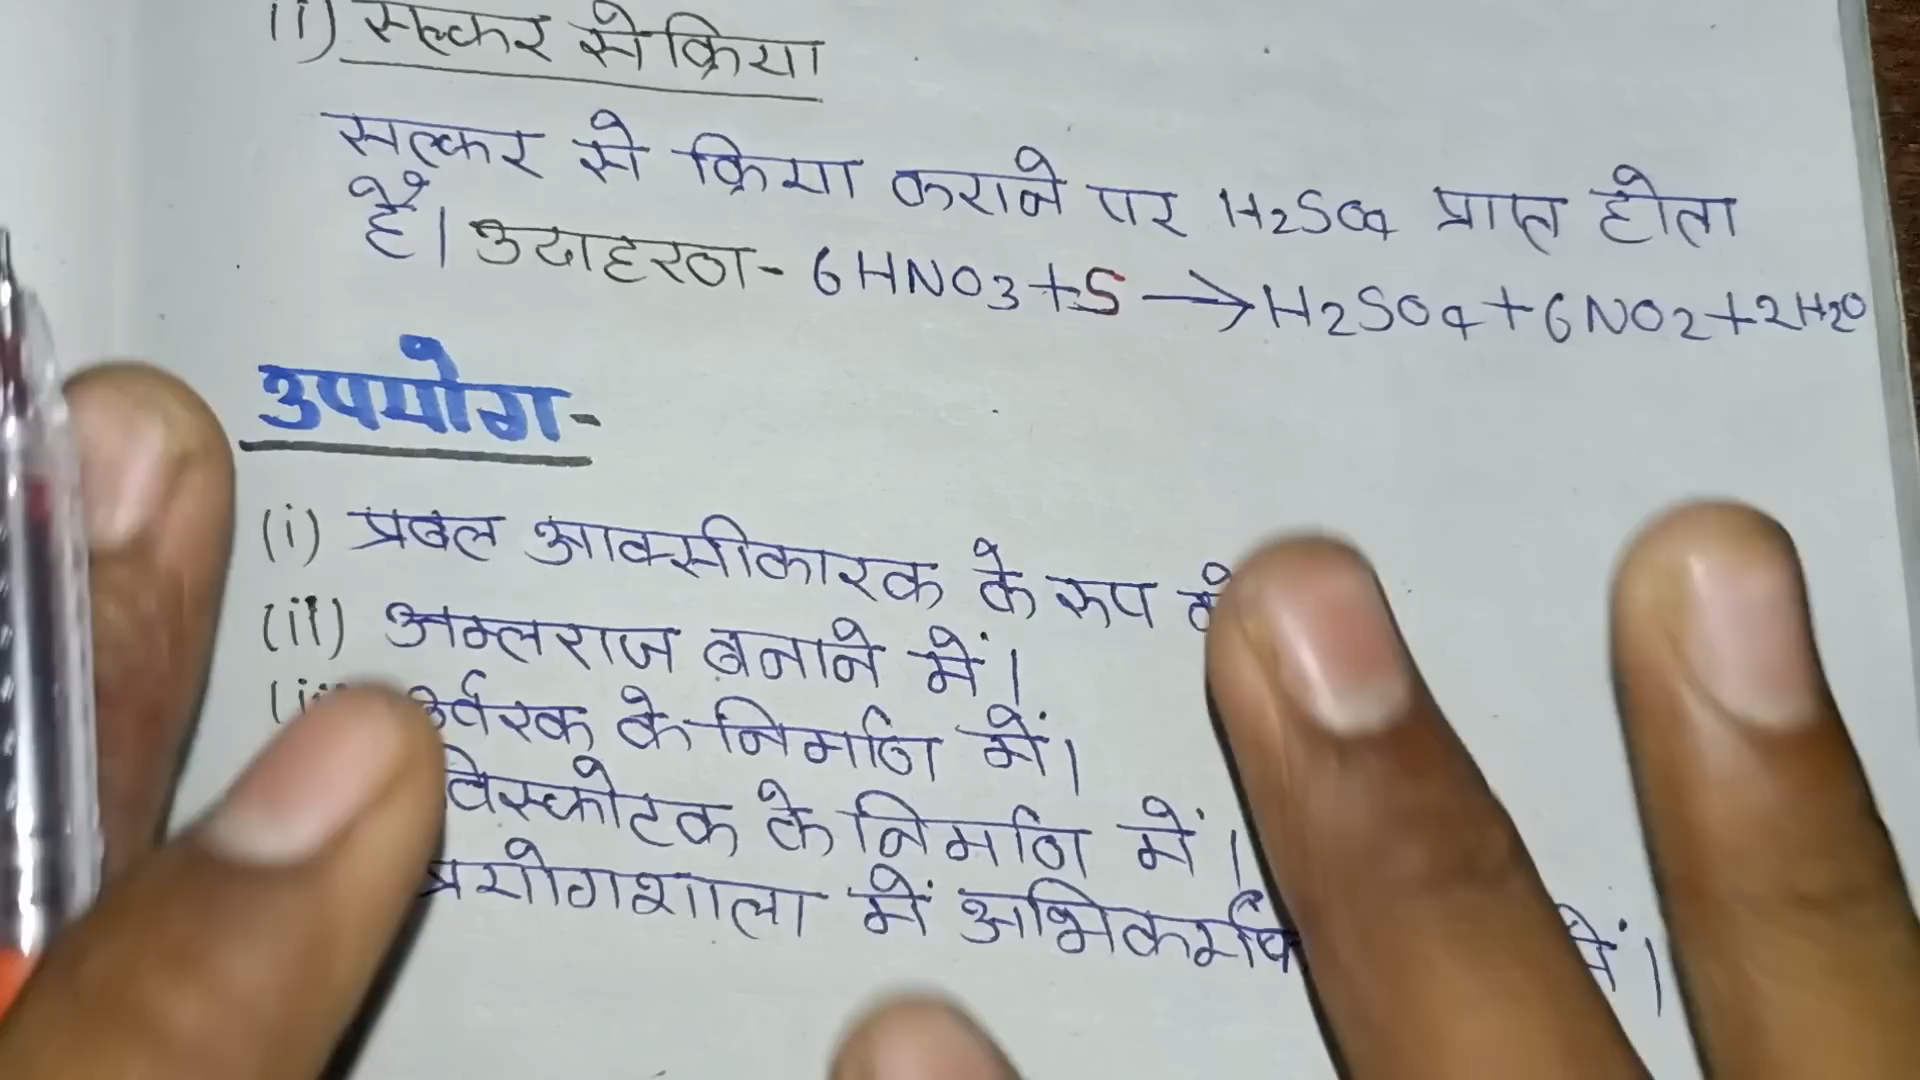 ii) सल्फर से क्रिया
सल्फर से क्रिया कराने पर H2SO4 प्राप्त होता
है। उदाहरण- 6HNO3+S→H2SO4+6NO2+2H2O
उपयोग-
(i) प्रबल आक्सीकारक के रूप
(ii) अम्लराज बनाने में।
उर्वरक के निर्माण में।
विस्फोटक के निर्माण में।
प्रयोगशाला में अभिकर्मक में।